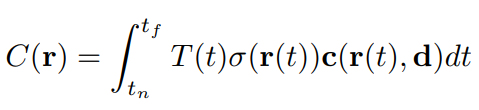 C(𝐫) = ∫_{t_n}^{t_f} T(t)σ(𝐫(t))𝐜(𝐫(t), 𝐝)dt